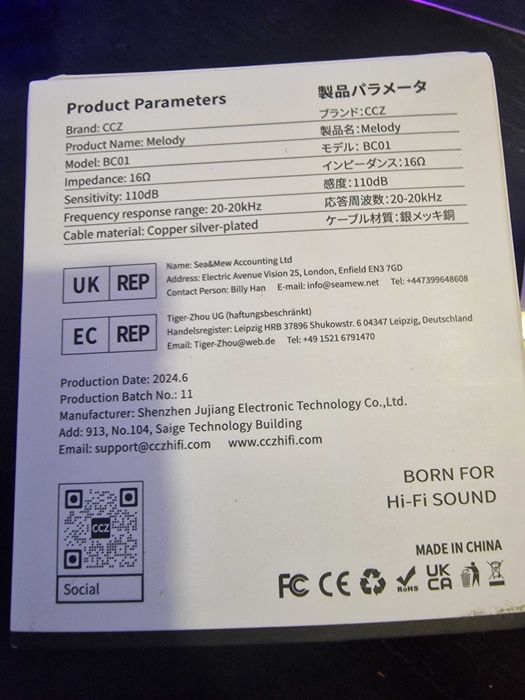 Product Parameters
Brand: CCZ
Product Name: Melody
Model: BC01
Impedance: 16Ω
Sensitivity: 110dB
Frequency response range: 20-20kHz
Cable material: Copper silver-plated
製品パラメータ
ブランド:CCZ
製品名:Melody
モデル: BC01
インピーダンス:16Ω
感度:110dB
応答周波数:20-20kHz
ケーブル材質:銀メッキ銅
UK REP
Name: Sea&Mew Accounting Ltd
Address: Electric Avenue Vision 25, London, Enfield EN3 7GD
Contact Person: Billy Han E-mail: info@seamew.net Tel: +447399648608
EC REP
Tiger-Zhou UG (haftungsbeschränkt)
Handelsregister: Leipzig HRB 37896 Shukowstr. 6 04347 Leipzig, Deutschland
Email: Tiger-Zhou@web.de Tel: +49 1521 6791470
Production Date: 2024.6
Production Batch No.: 11
Manufacturer: Shenzhen Jujiang Electronic Technology Co.,Ltd.
Add: 913, No.104, Saige Technology Building
Email: support@cczhifi.com www.cczhifi.com
BORN FOR
Hi-Fi SOUND
CCZ
Social
MADE IN CHINA
FC CE RoHS UK CA